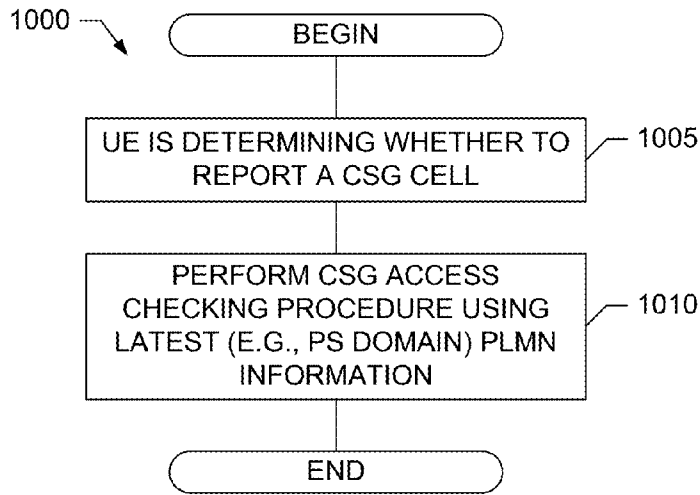 1000
BEGIN
UE IS DETERMINING WHETHER TO
REPORT A CSG CELL
1005
PERFORM CSG ACCESS
CHECKING PROCEDURE USING
LATEST (E.G., PS DOMAIN) PLMN
INFORMATION
1010
END